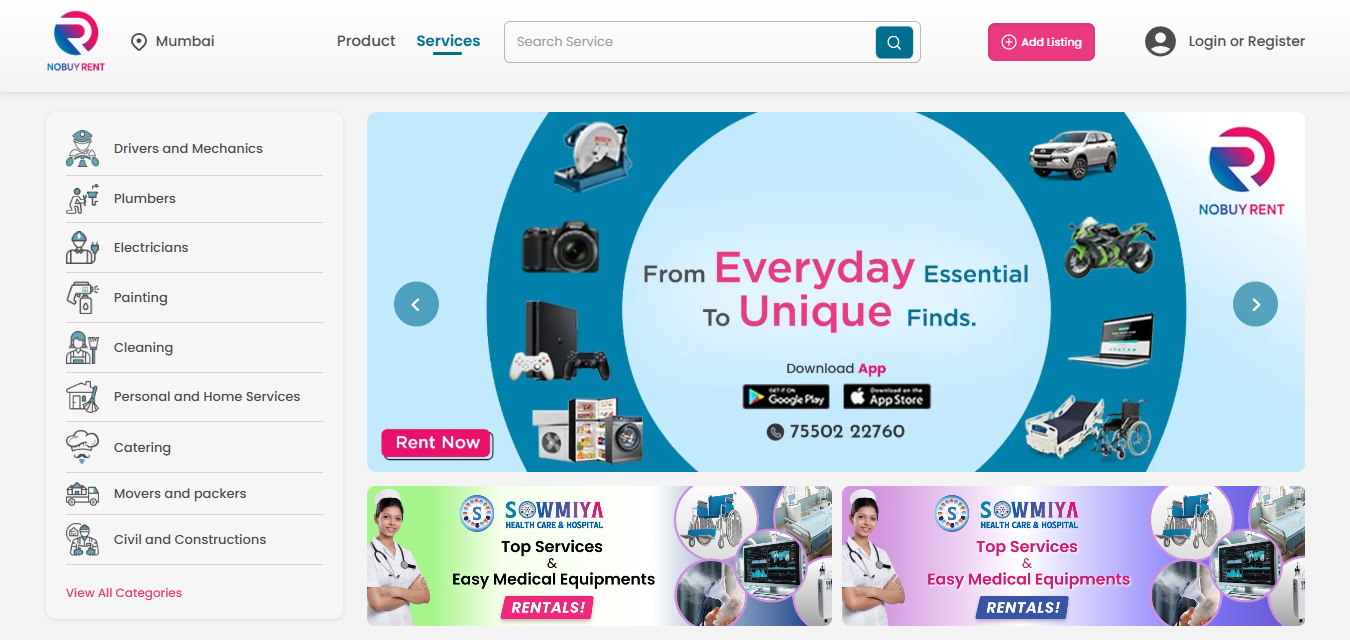 NOBUY RENT
Mumbai
Product
Services
Search Service
Add Listing
Login or Register
Drivers and Mechanics
Plumbers
Electricians
Painting
Cleaning
Personal and Home Services
Catering
Movers and packers
Civil and Constructions
View All Categories
NOBUY RENT
From Everyday Essential
To Unique Finds.
Download App
GET IT ON
Google Play
Download on the
App Store
75502 22760
Rent Now
S
SOWMIYA
HEALTH CARE & HOSPITAL
Top Services
&
Easy Medical Equipments
RENTALS!
S
SOWMIYA
HEALTH CARE & HOSPITAL
Top Services
&
Easy Medical Equipments
RENTALS!